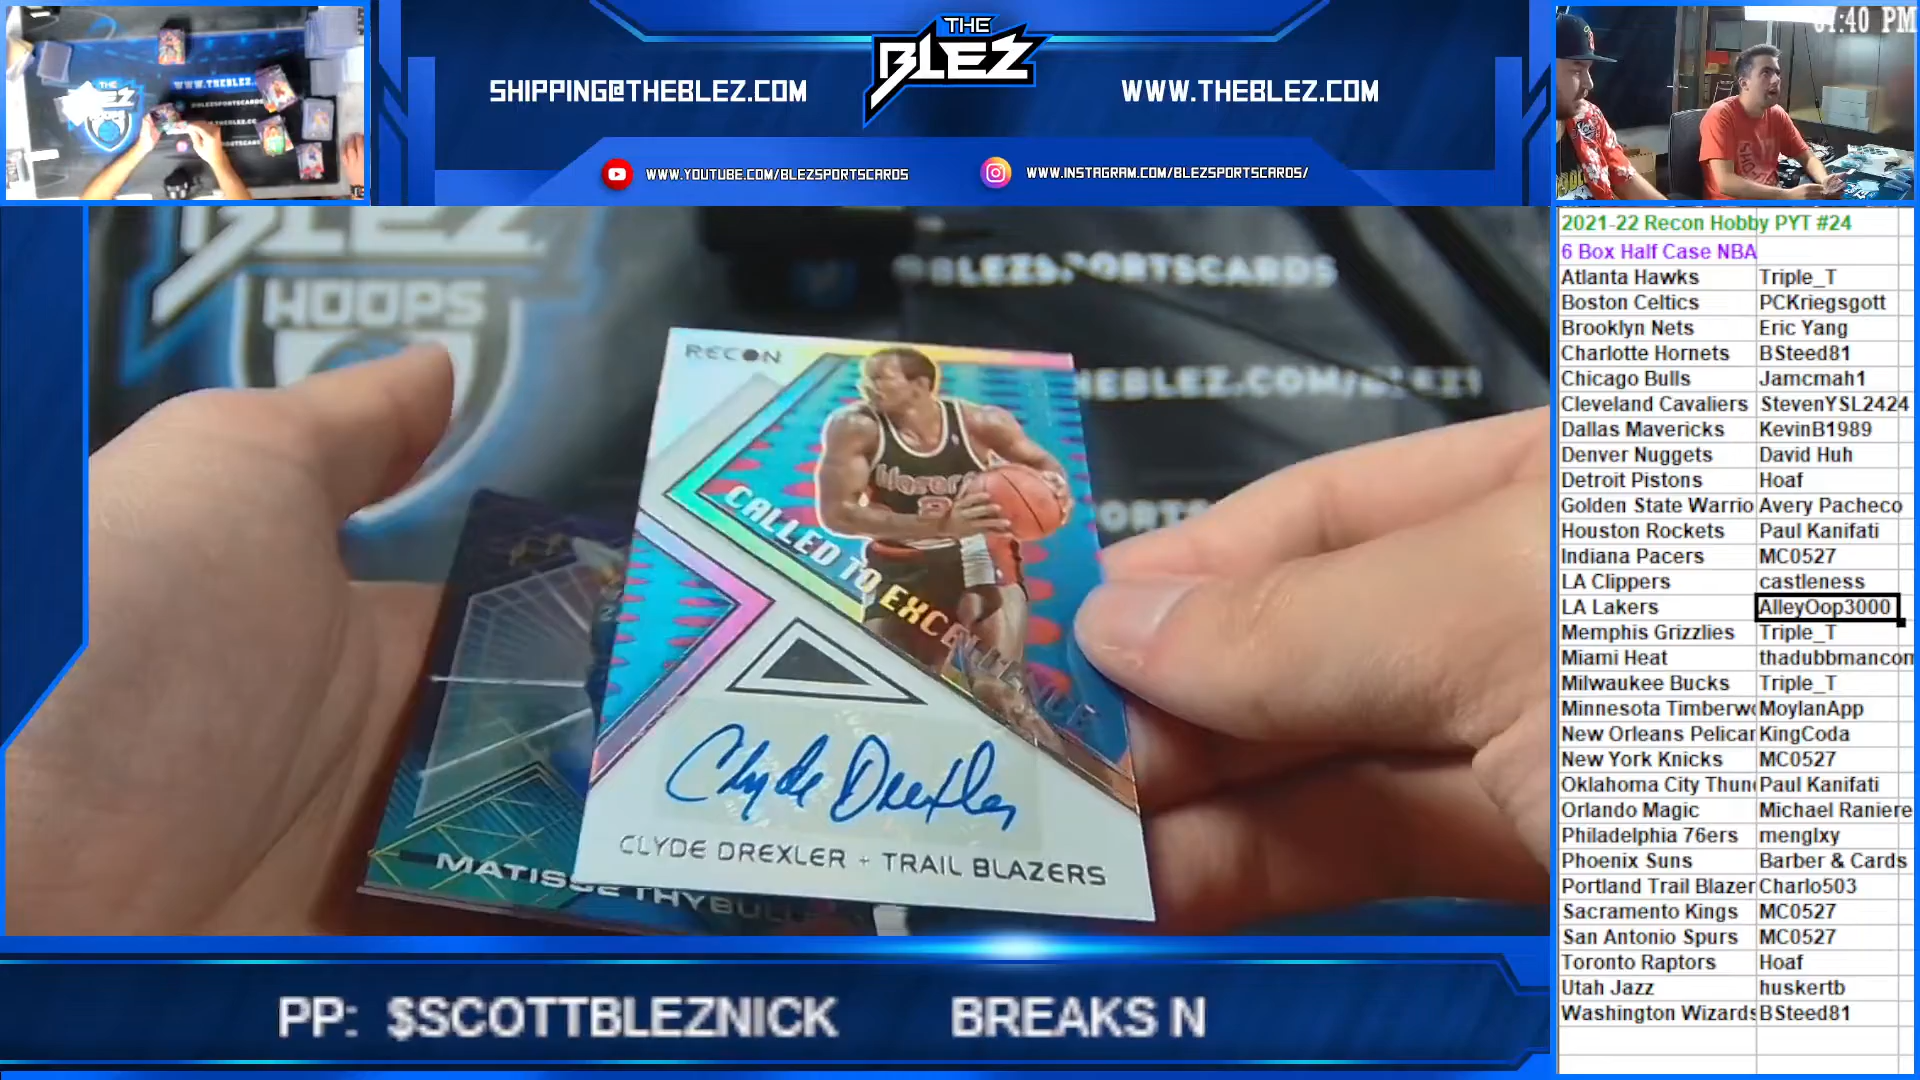 THE
BLEZ
SHIPPING@THEBLEZ.COM
WWW.THEBLEZ.COM
WWW.YOUTUBE.COM/BLEZSPORTSCARDS
WWW.INSTAGRAM.COM/BLEZSPORTSCARDS/
:40 PM
BLEZ
HOOPS
RECON
CALLED TO EXCELLENCE
Clyde Drexler
CLYDE DREXLER + TRAIL BLAZERS
2021-22 Recon Hobby PYT #24
6 Box Half Case NBA
Atlanta Hawks Triple_T
Boston Celtics PCKriegsgott
Brooklyn Nets Eric Yang
Charlotte Hornets BSteed81
Chicago Bulls Jamcmah1
Cleveland Cavaliers StevenYSL2424
Dallas Mavericks KevinB1989
Denver Nuggets David Huh
Detroit Pistons Hoaf
Golden State Warrio Avery Pacheco
Houston Rockets Paul Kanifati
Indiana Pacers MC0527
LA Clippers castleness
LA Lakers AlleyOop3000
Memphis Grizzlies Triple_T
Miami Heat thadubbmancom
Milwaukee Bucks Triple_T
Minnesota Timberwo MoylanApp
New Orleans Pelican KingCoda
New York Knicks MC0527
Oklahoma City Thund Paul Kanifati
Orlando Magic Michael Raniere
Philadelphia 76ers menglxy
Phoenix Suns Barber & Cards
Portland Trail Blazer Charlo503
Sacramento Kings MC0527
San Antonio Spurs MC0527
Toronto Raptors Hoaf
Utah Jazz huskertb
Washington Wizards BSteed81
PP: $SCOTTBLEZNICK BREAKS N